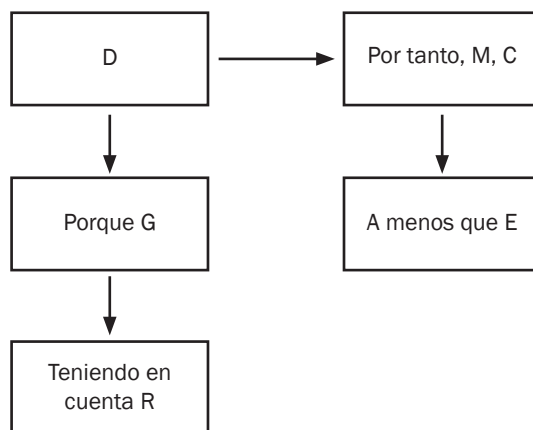 D
Por tanto, M, C
Porque G
A menos que E
Teniendo en
cuenta R